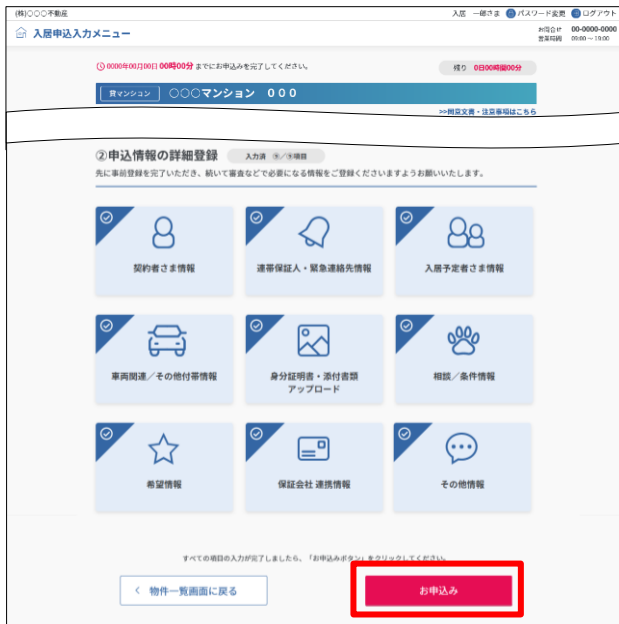 (株)〇〇〇不動産
入居 一郎さま パスワード変更 ログアウト
入居申込入力メニュー
お問合せ 00-0000-0000
営業時間 09:00 ~ 19:00
0000年00月00日 00時00分 までにお申込みを完了してください。
残り 0日00時間00分
貸マンション 〇〇〇マンション 000
>>同意文書・注意事項はこちら
②申込情報の詳細登録 入力済 ⑨／⑨項目
先に事前登録を完了いただき、続いて審査などで必要になる情報をご登録くださいますようお願いいたします。
契約者さま情報
連帯保証人・緊急連絡先情報
入居予定者さま情報
車両関連／その他付帯情報
身分証明書・添付書類
アップロード
相談／条件情報
希望情報
保証会社 連携情報
その他情報
すべての項目の入力が完了しましたら、「お申込みボタン」をクリックしてください。
< 物件一覧画面に戻る
お申込み